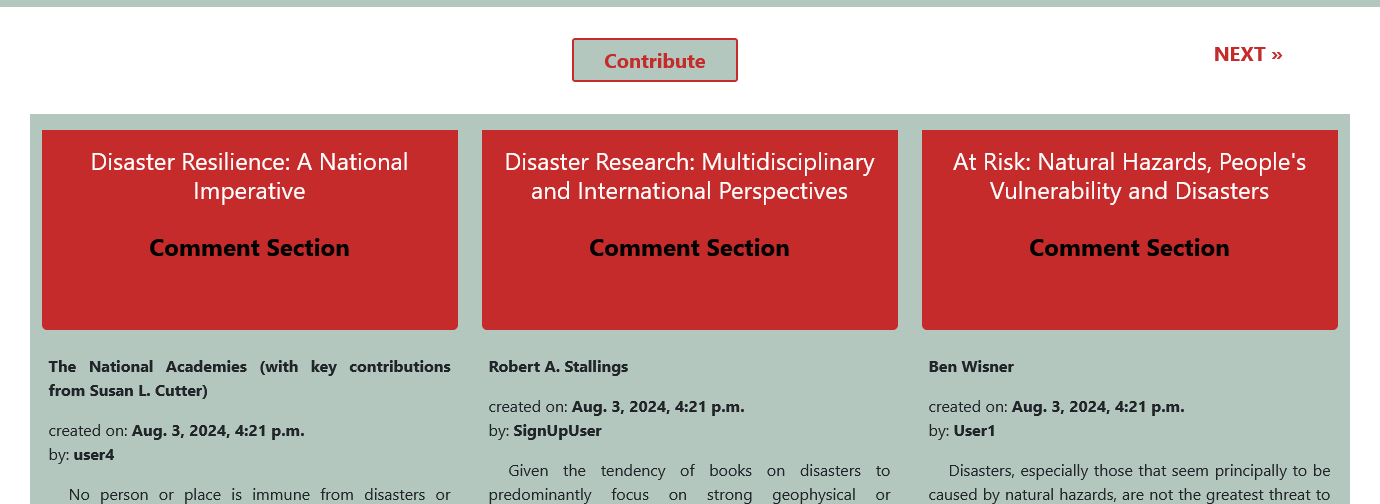 Contribute
NEXT »
Disaster Resilience: A National
Imperative
Comment Section
The National Academies (with key contributions
from Susan L. Cutter)
created on: Aug. 3, 2024, 4:21 p.m.
by: user4
No person or place is immune from disasters or
Disaster Research: Multidisciplinary
and International Perspectives
Comment Section
Robert A. Stallings
created on: Aug. 3, 2024, 4:21 p.m.
by: SignUpUser
Given the tendency of books on disasters to
predominantly focus on strong geophysical or
At Risk: Natural Hazards, People's
Vulnerability and Disasters
Comment Section
Ben Wisner
created on: Aug. 3, 2024, 4:21 p.m.
by: User1
Disasters, especially those that seem principally to be
caused by natural hazards, are not the greatest threat to